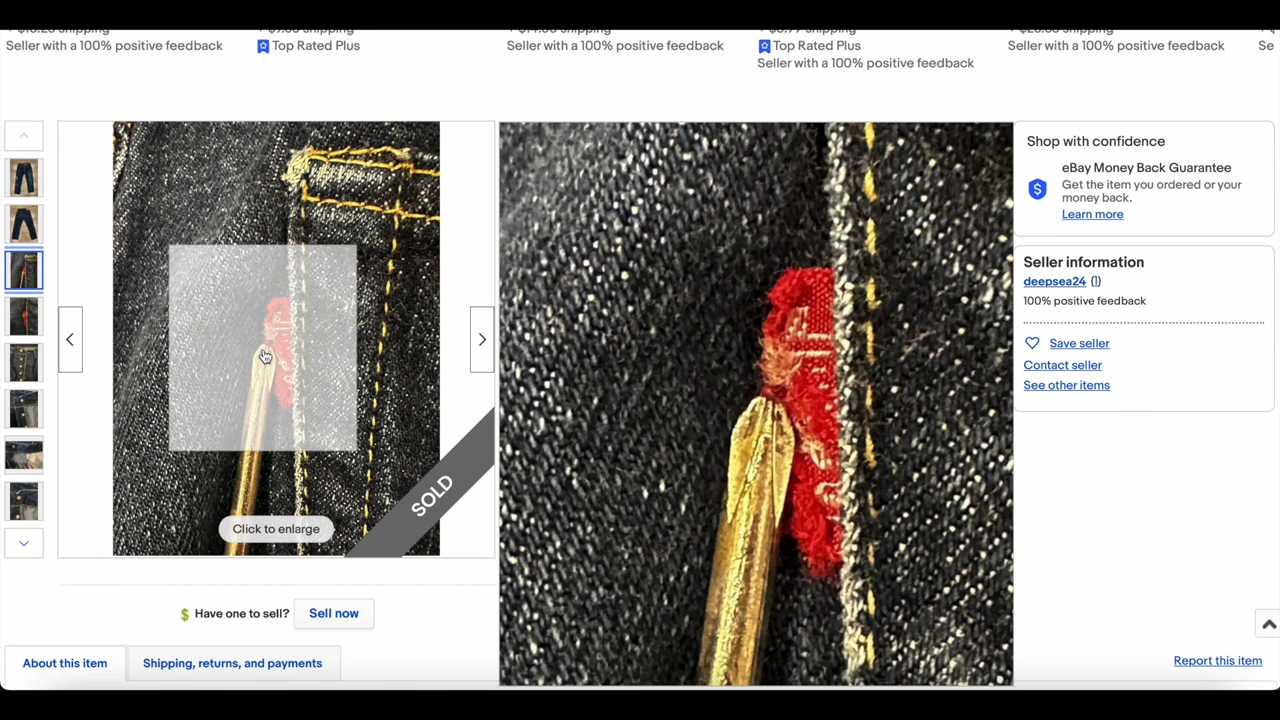 Seller with a 100% positive feedback
Top Rated Plus
Seller with a 100% positive feedback
Top Rated Plus
Seller with a 100% positive feedback
Seller with a 100% positive feedback
Se
Shop with confidence
eBay Money Back Guarantee
Get the item you ordered or your
money back.
Learn more
Seller information
deepsea24 (1)
100% positive feedback
Save seller
Contact seller
See other items
SOLD
Click to enlarge
Have one to sell? Sell now
About this item
Shipping, returns, and payments
Report this item